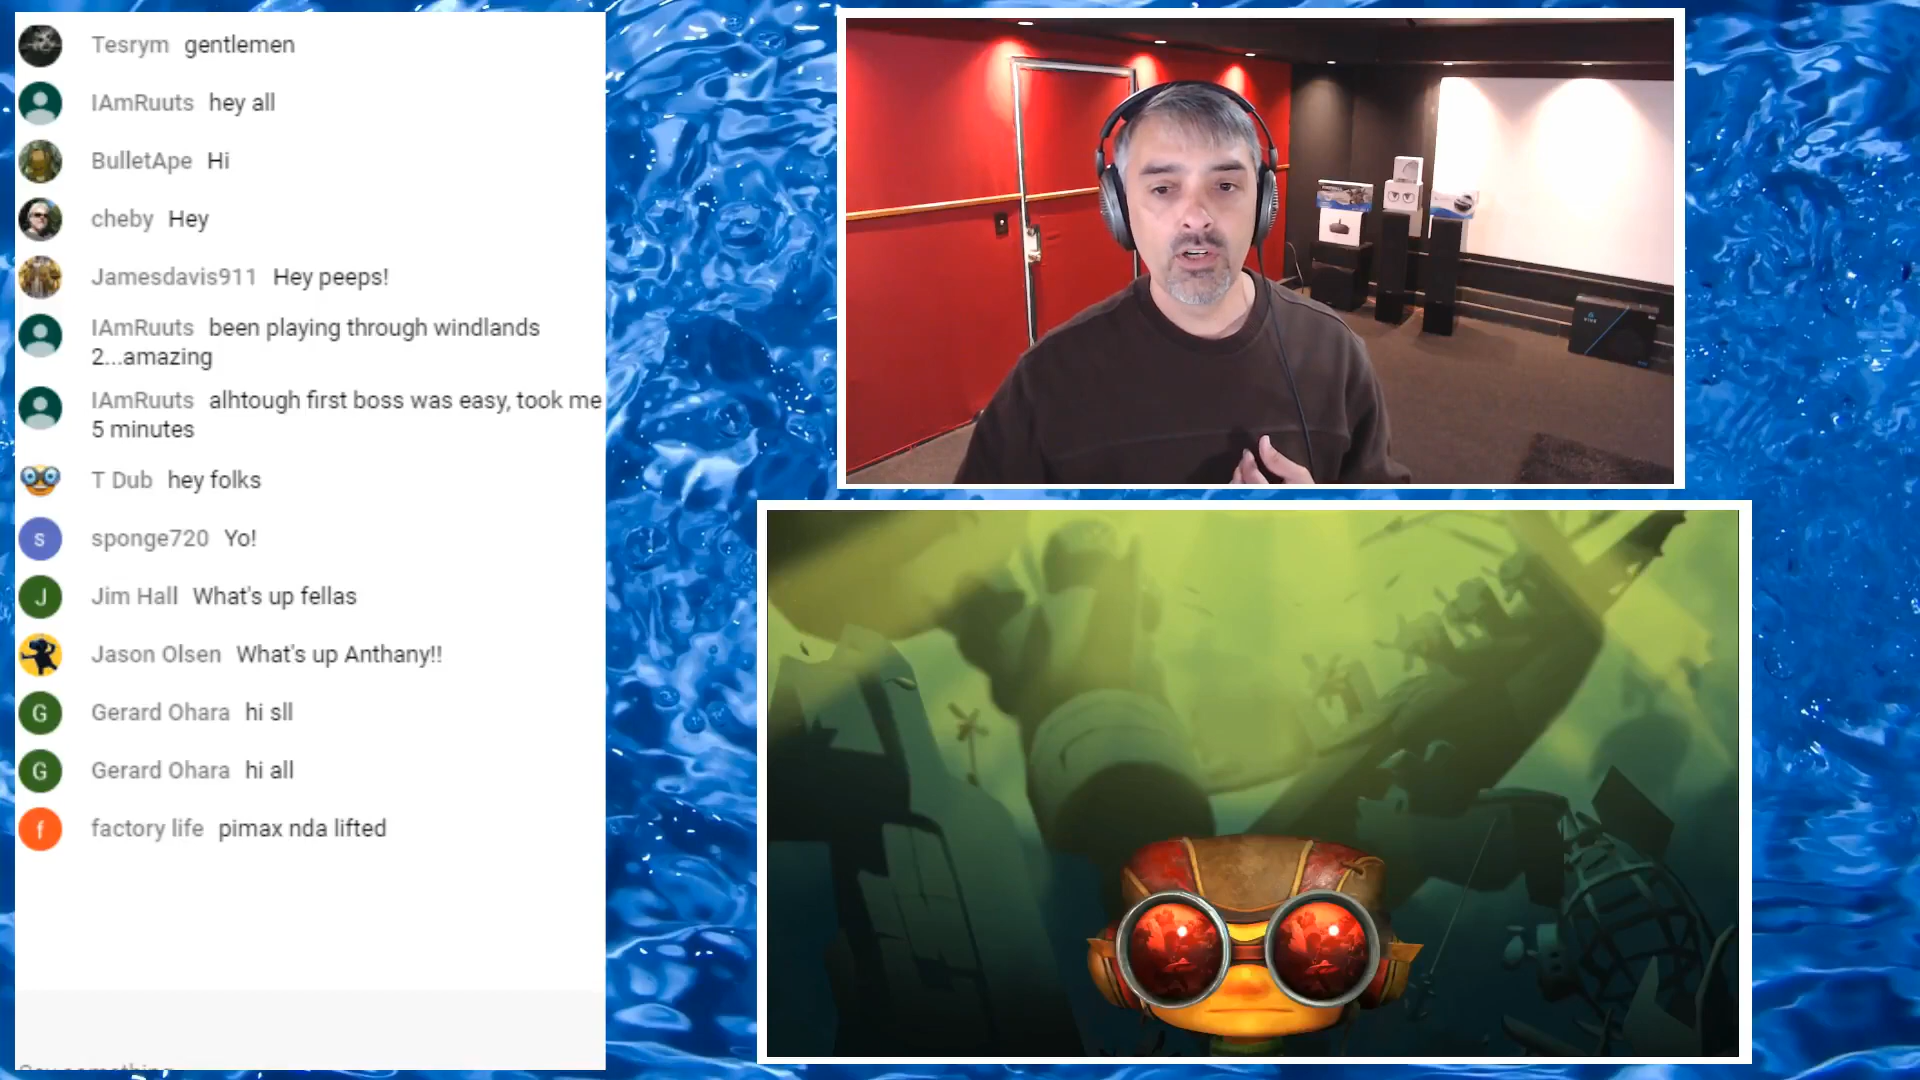 Tesrym gentlemen
IAmRuuts hey all
BulletApe Hi
cheby Hey
Jamesdavis911 Hey peeps!
IAmRuuts been playing through windlands
2...amazing
IAmRuuts alhtough first boss was easy, took me
5 minutes
T Dub hey folks
s
sponge720 Yo!
J
Jim Hall What's up fellas
Jason Olsen What's up Anthany!!
G
Gerard Ohara hi sll
G
Gerard Ohara hi all
f
factory life pimax nda lifted
Say something...
VIVE